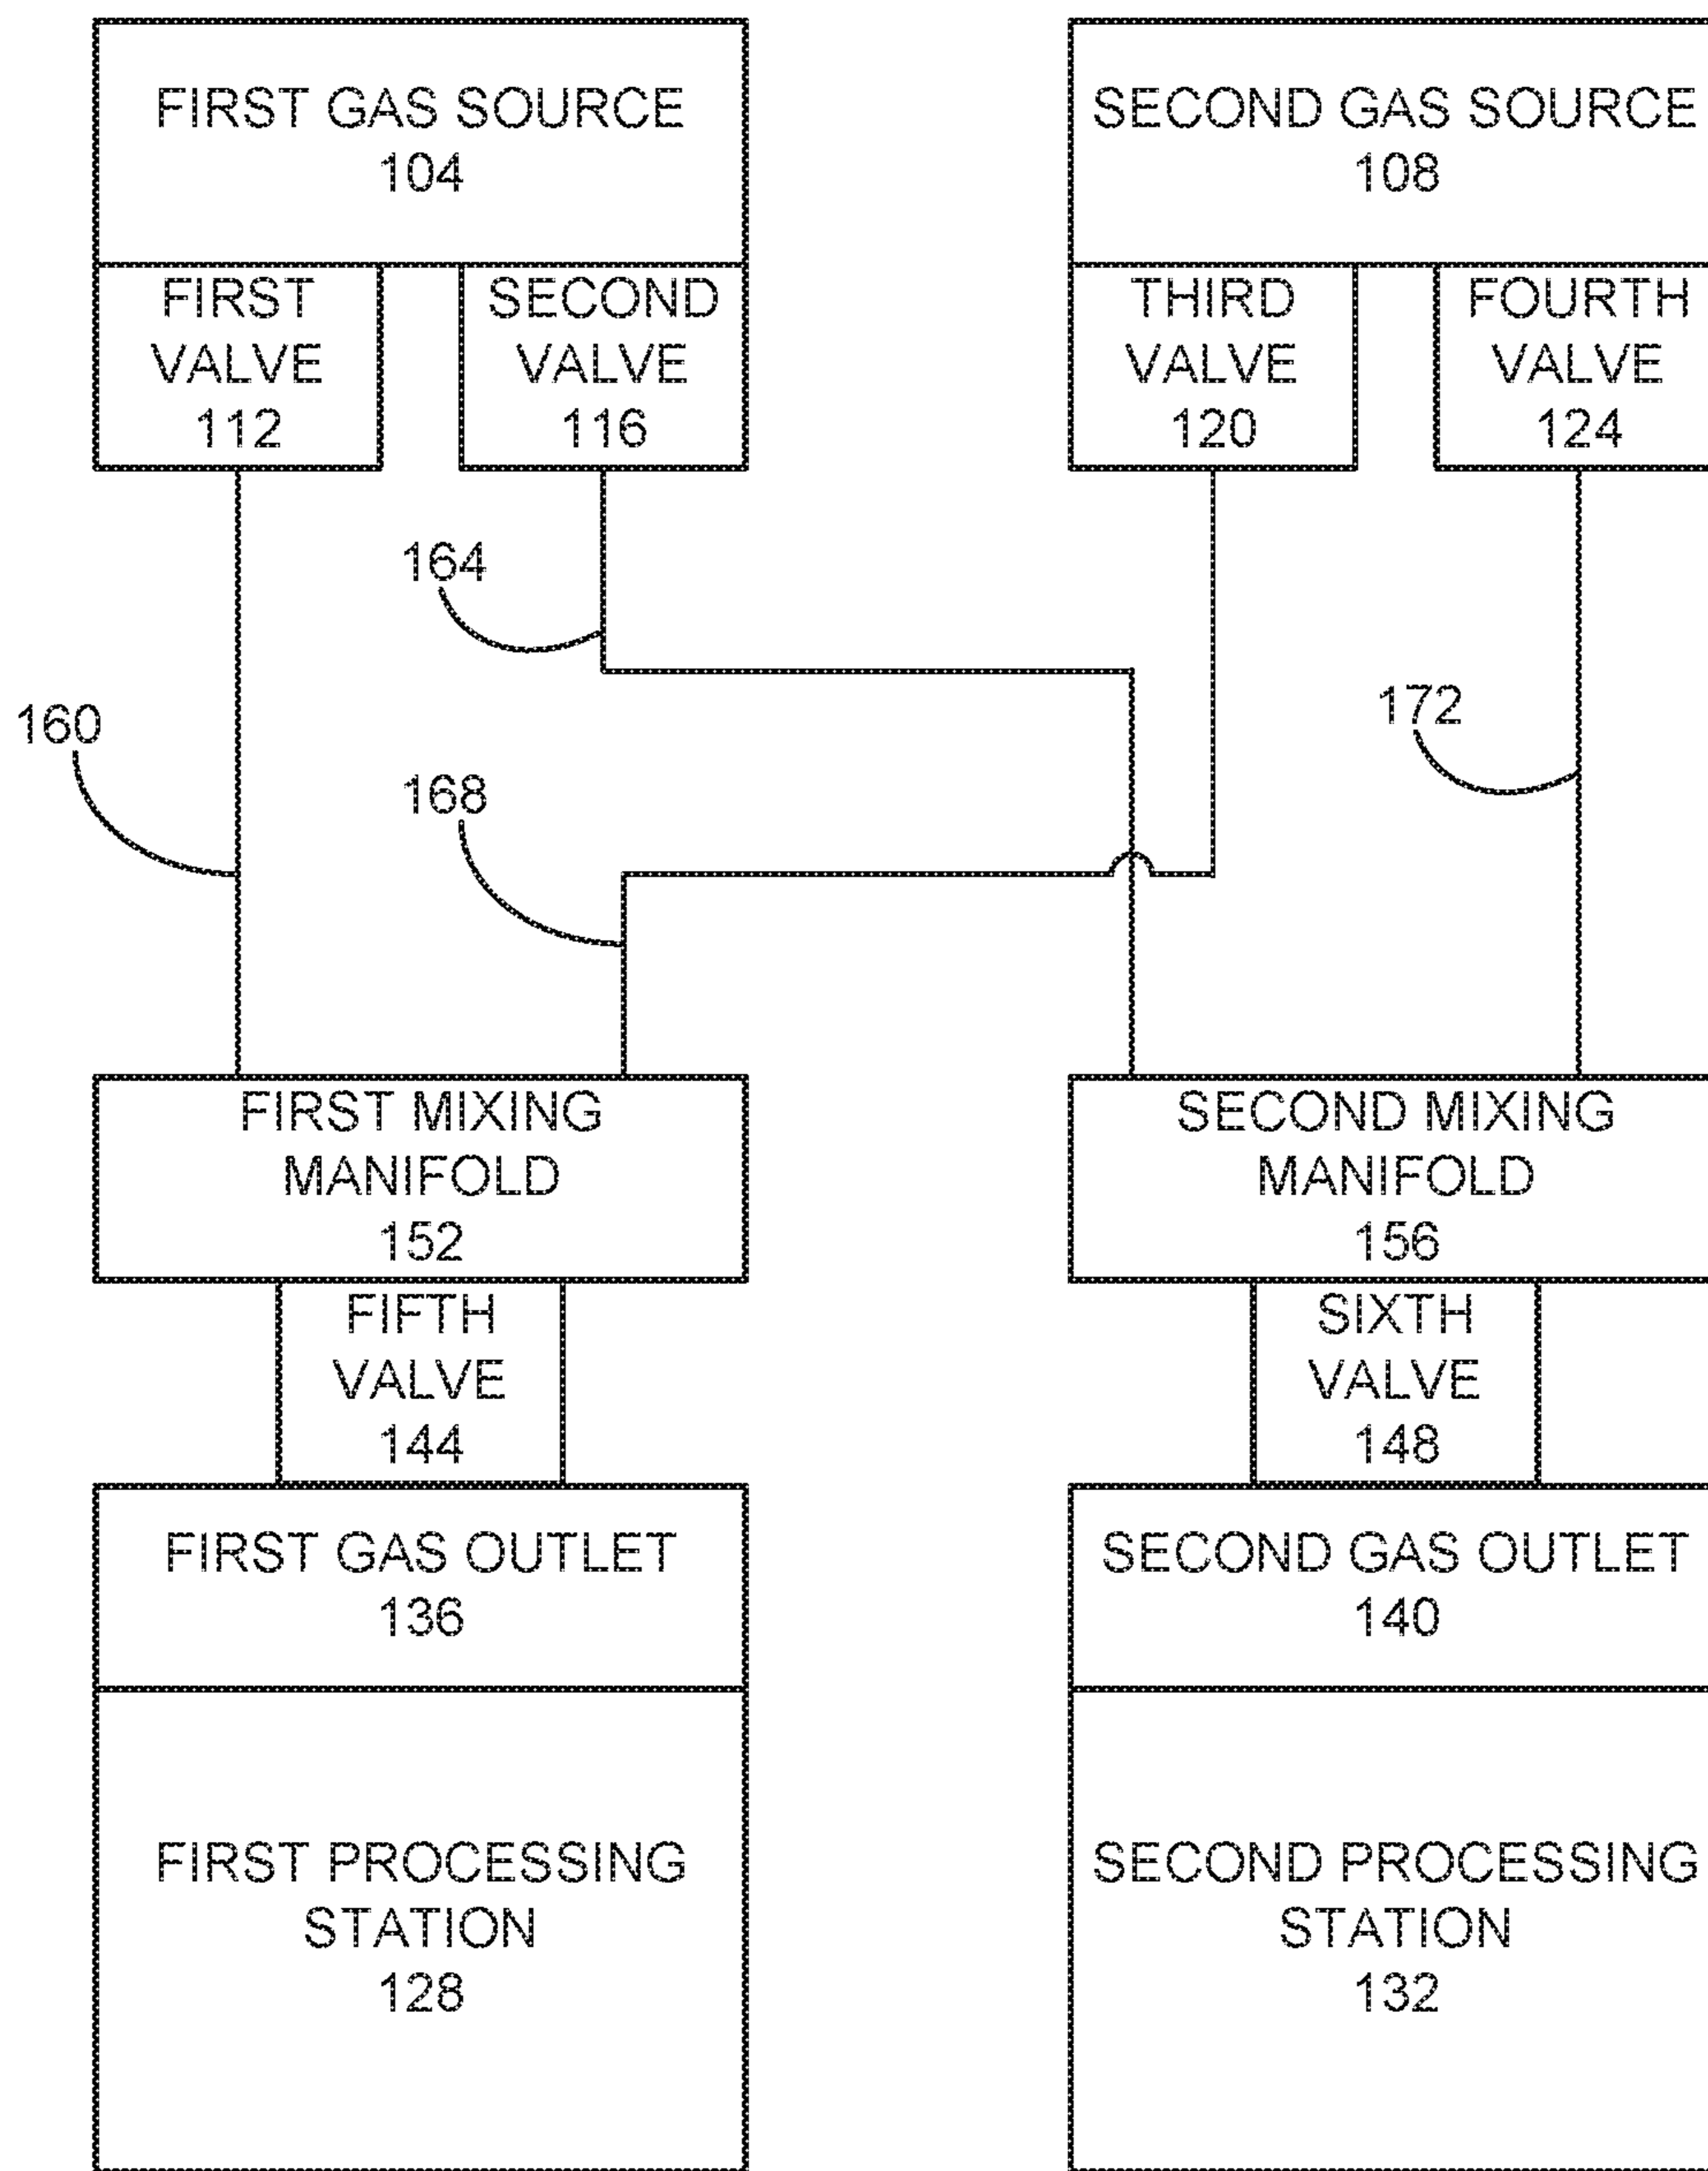 FIRST GAS SOURCE
104
SECOND GAS SOURCE
108
FIRST
VALVE
112
SECOND
VALVE
116
THIRD
VALVE
120
FOURTH
VALVE
124
164
160
172
168
FIRST MIXING
MANIFOLD
152
SECOND MIXING
MANIFOLD
156
FIFTH
VALVE
144
SIXTH
VALVE
148
FIRST GAS OUTLET
136
SECOND GAS OUTLET
140
FIRST PROCESSING
STATION
128
SECOND PROCESSING
STATION
132